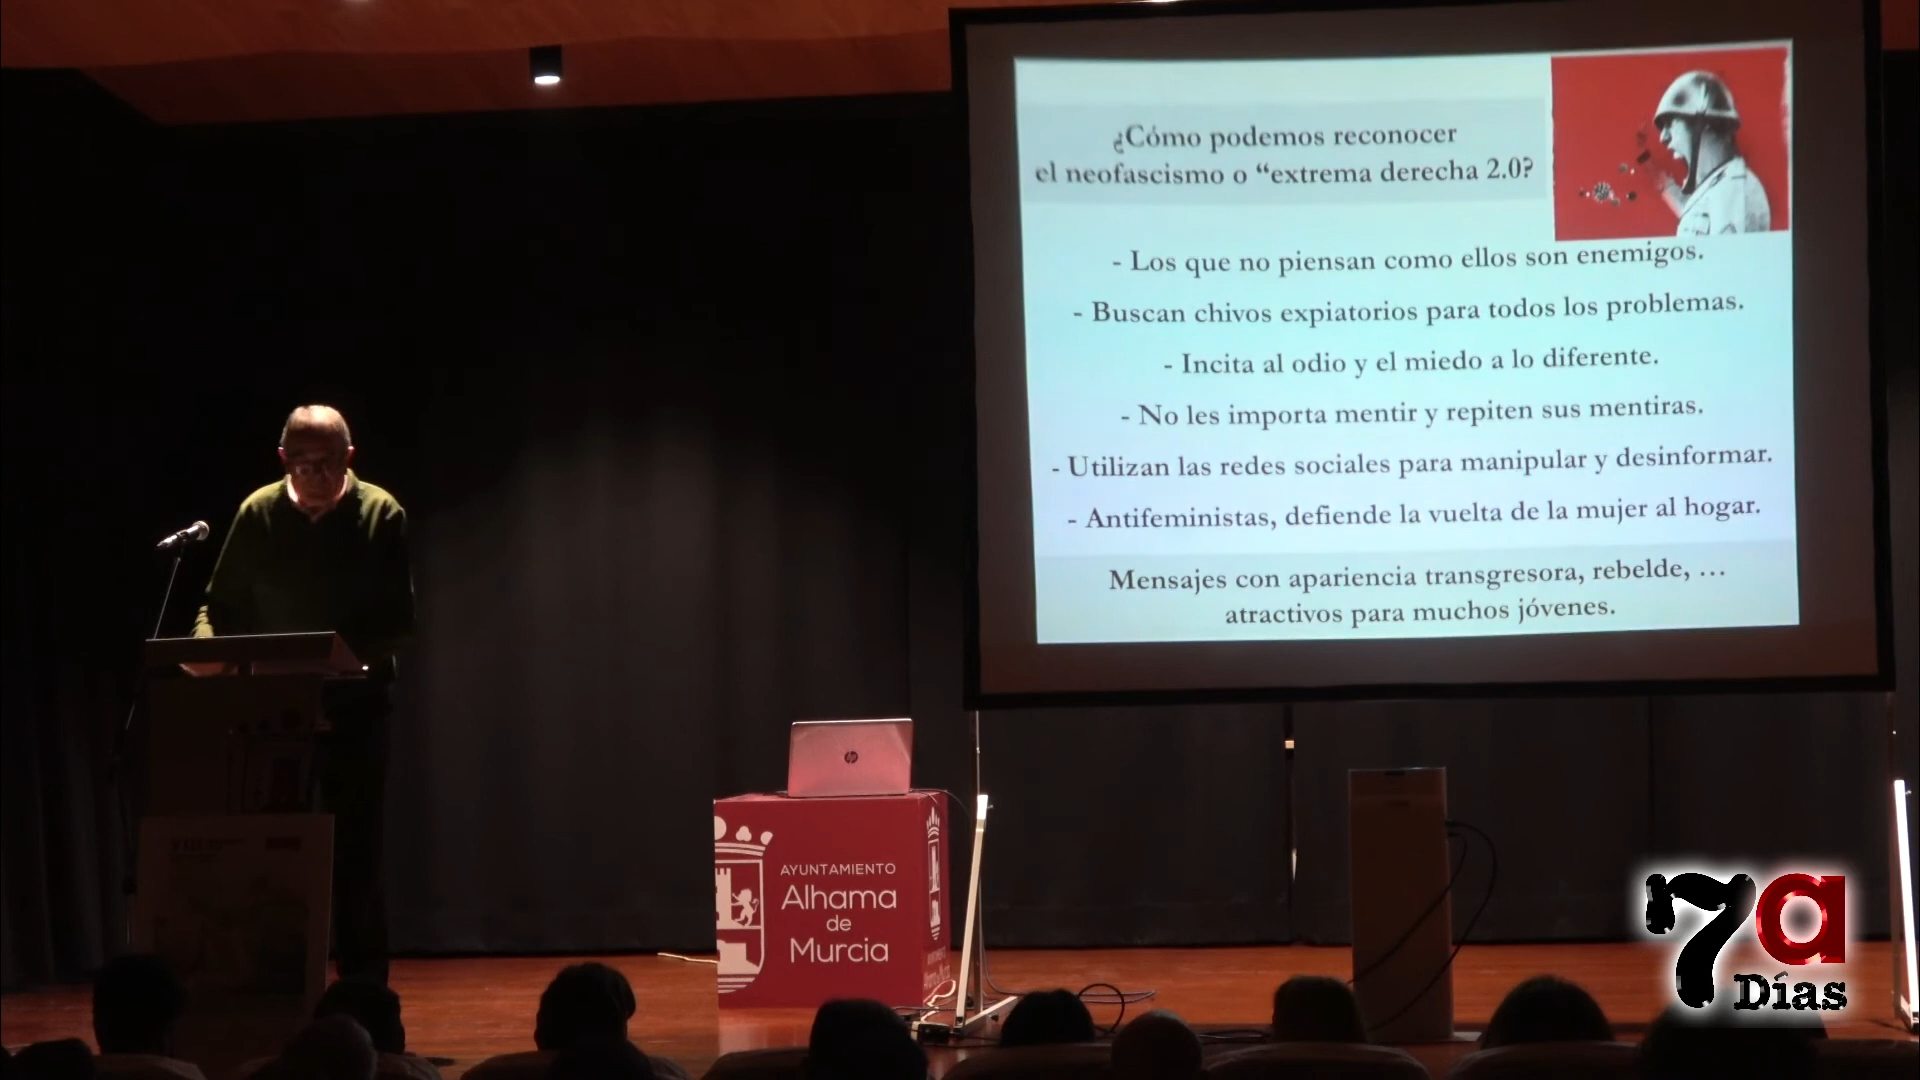 ¿Cómo podemos reconocer
el neofascismo o “extrema derecha 2.0?
- Los que no piensan como ellos son enemigos.
- Buscan chivos expiatorios para todos los problemas.
- Incita al odio y el miedo a lo diferente.
- No les importa mentir y repiten sus mentiras.
- Utilizan las redes sociales para manipular y desinformar.
- Antifeministas, defiende la vuelta de la mujer al hogar.
Mensajes con apariencia transgresora, rebelde, …
atractivos para muchos jóvenes.
hp
AYUNTAMIENTO
Alhama
de
Murcia
7a
Días